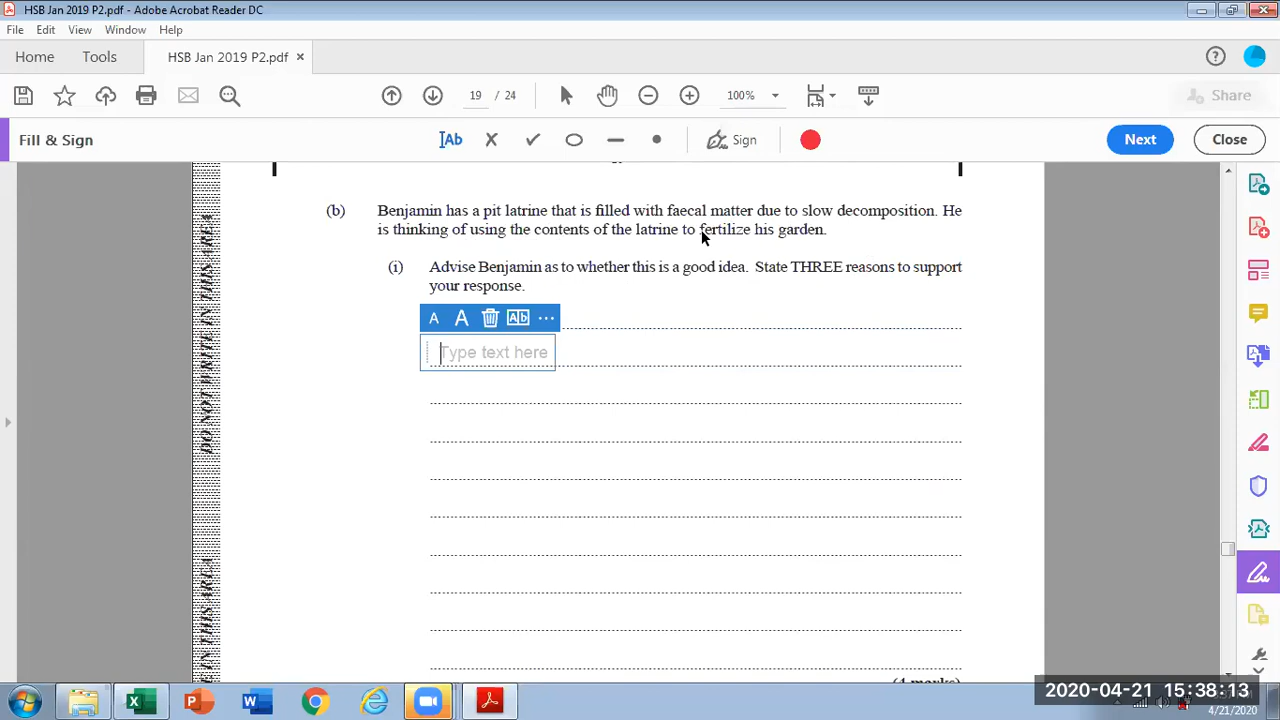 HSB Jan 2019 P2.pdf - Adobe Acrobat Reader DC
File Edit View Window Help
Home Tools HSB Jan 2019 P2.pdf ×
19 / 24 100% Share
Fill & Sign Ab Sign Next Close
(b) Benjamin has a pit latrine that is filled with faecal matter due to slow decomposition. He
is thinking of using the contents of the latrine to fertilize his garden.
(i) Advise Benjamin as to whether this is a good idea. State THREE reasons to support
your response.
A A Ab ...
Type text here
2020-04-21 15:38:13
4/21/2020